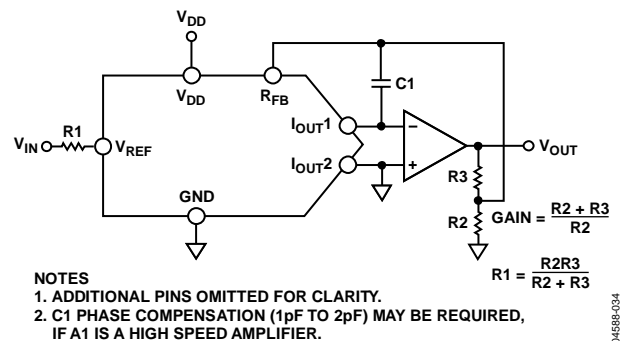 VDD
VDD
RFB
C1
VIN
R1
VREF
IOUT1
IOUT2
−
+
VOUT
GND
R3
R2
GAIN = R2 + R3
R2
R1 = R2R3
R2 + R3
NOTES
1. ADDITIONAL PINS OMITTED FOR CLARITY.
2. C1 PHASE COMPENSATION (1pF TO 2pF) MAY BE REQUIRED,
IF A1 IS A HIGH SPEED AMPLIFIER.
04588-034